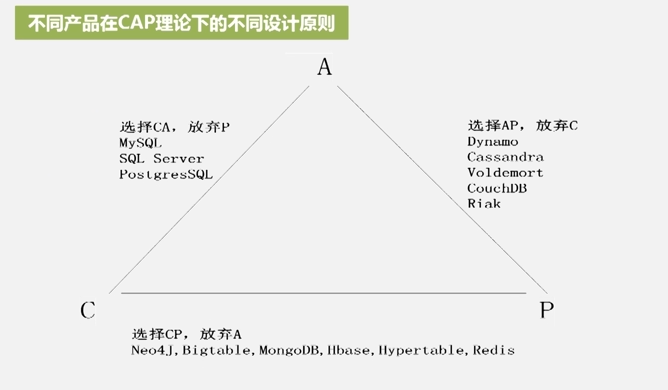 不同产品在CAP理论下的不同设计原则
A
选择CA，放弃P
MySQL
SQL Server
PostgresSQL
选择AP，放弃C
Dynamo
Cassandra
Voldemort
CouchDB
Riak
C
P
选择CP，放弃A
Neo4J,Bigtable,MongoDB,Hbase,Hypertable,Redis